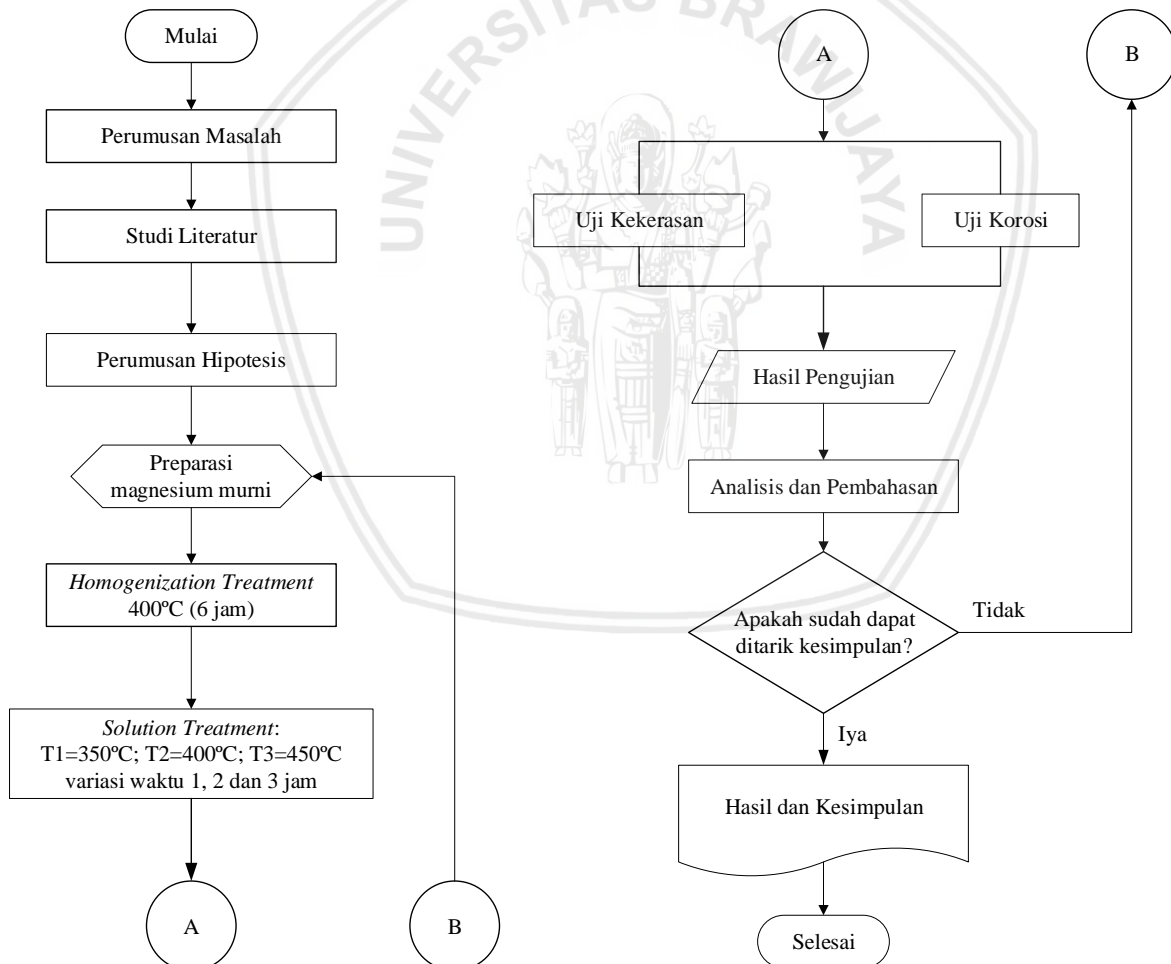 UNIVERSITAS BRAWIJAYA
Mulai
Perumusan Masalah
Studi Literatur
Perumusan Hipotesis
Preparasi
magnesium murni
Homogenization Treatment
400ºC (6 jam)
Solution Treatment:
T1=350ºC; T2=400ºC; T3=450ºC
variasi waktu 1, 2 dan 3 jam
A
B
A
B
Uji Kekerasan
Uji Korosi
Hasil Pengujian
Analisis dan Pembahasan
Apakah sudah dapat
ditarik kesimpulan?
Tidak
Iya
Hasil dan Kesimpulan
Selesai